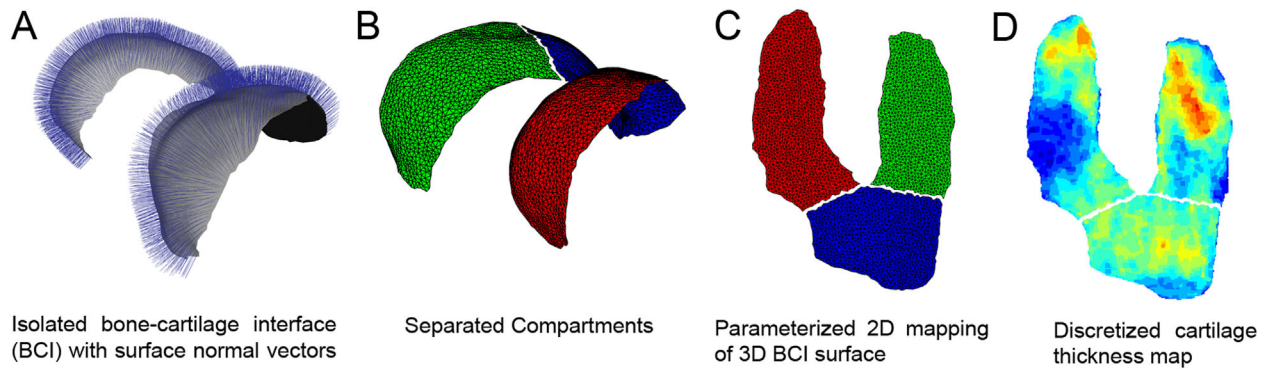 A
B
C
D
Isolated bone-cartilage interface
(BCI) with surface normal vectors
Separated Compartments
Parameterized 2D mapping
of 3D BCI surface
Discretized cartilage
thickness map